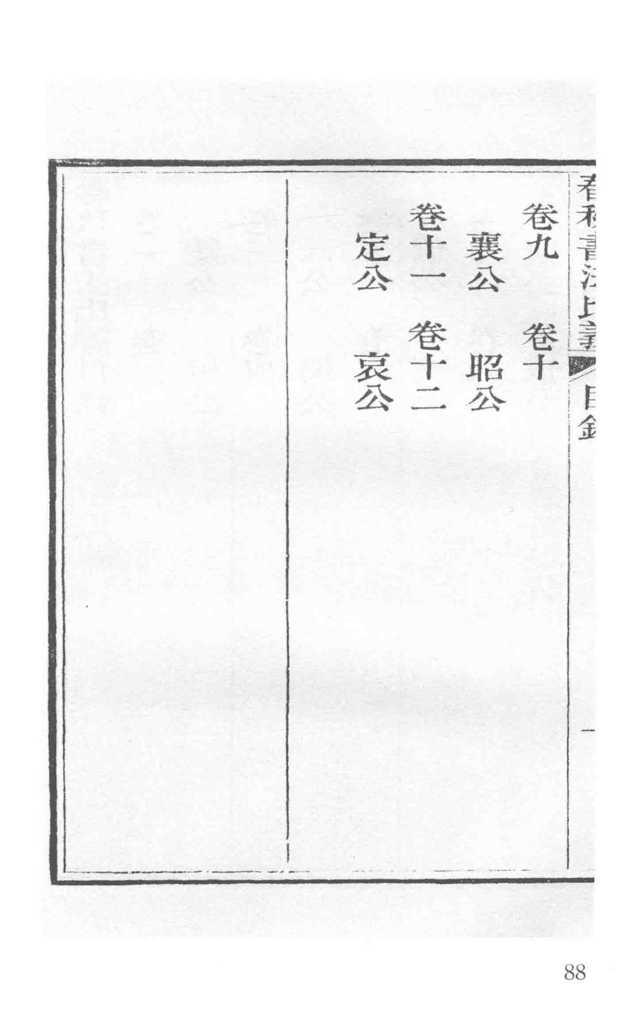 春秋書法比義 目錄 一
卷九 卷十
襄公 昭公
卷十一 卷十二
定公 哀公
88